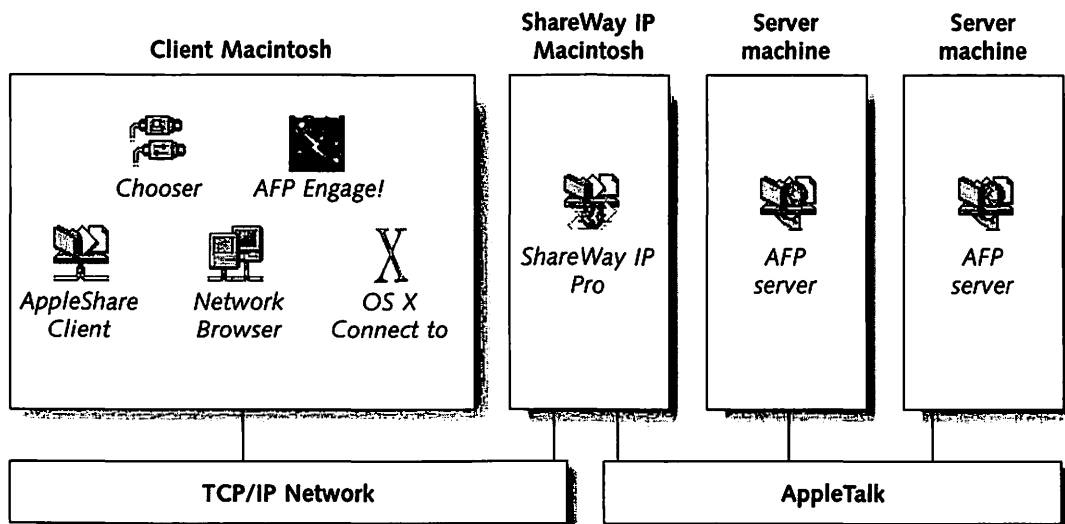 Client Macintosh
ShareWay IP
Macintosh
Server
machine
Server
machine
Chooser
AFP Engage!
AppleShare
Client
Network
Browser
OS X
Connect to
ShareWay IP
Pro
AFP
server
AFP
server
TCP/IP Network
AppleTalk